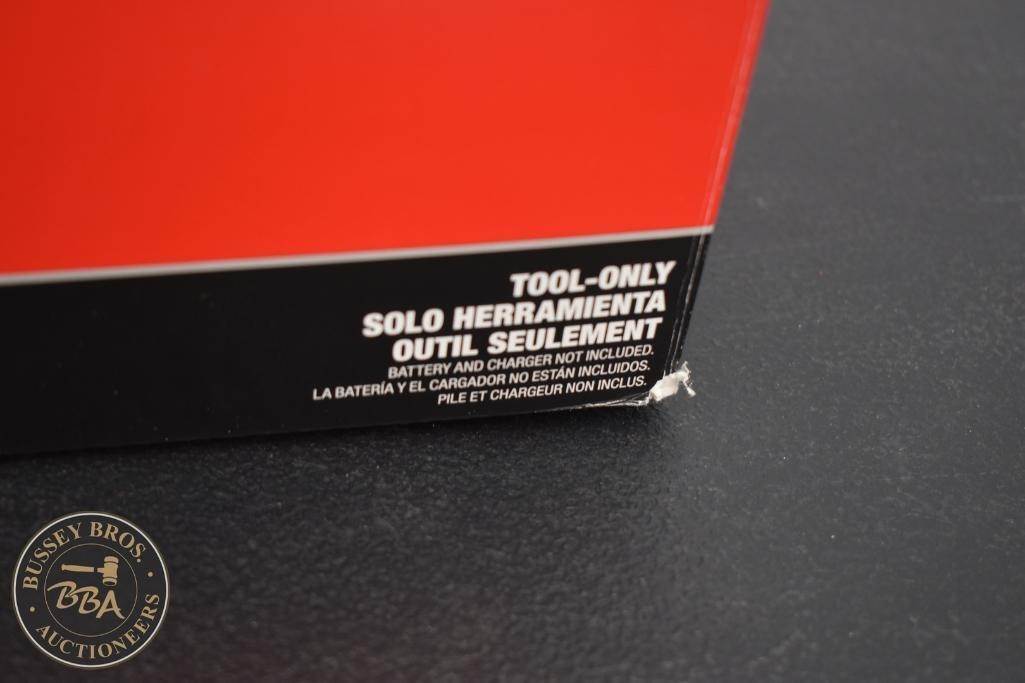 TOOL-ONLY
SOLO HERRAMIENTA
OUTIL SEULEMENT
BATTERY AND CHARGER NOT INCLUDED.
LA BATERÍA Y EL CARGADOR NO ESTÁN INCLUIDOS.
PILE ET CHARGEUR NON INCLUS.
BUSSEY BROS.
BBA
AUCTIONEERS